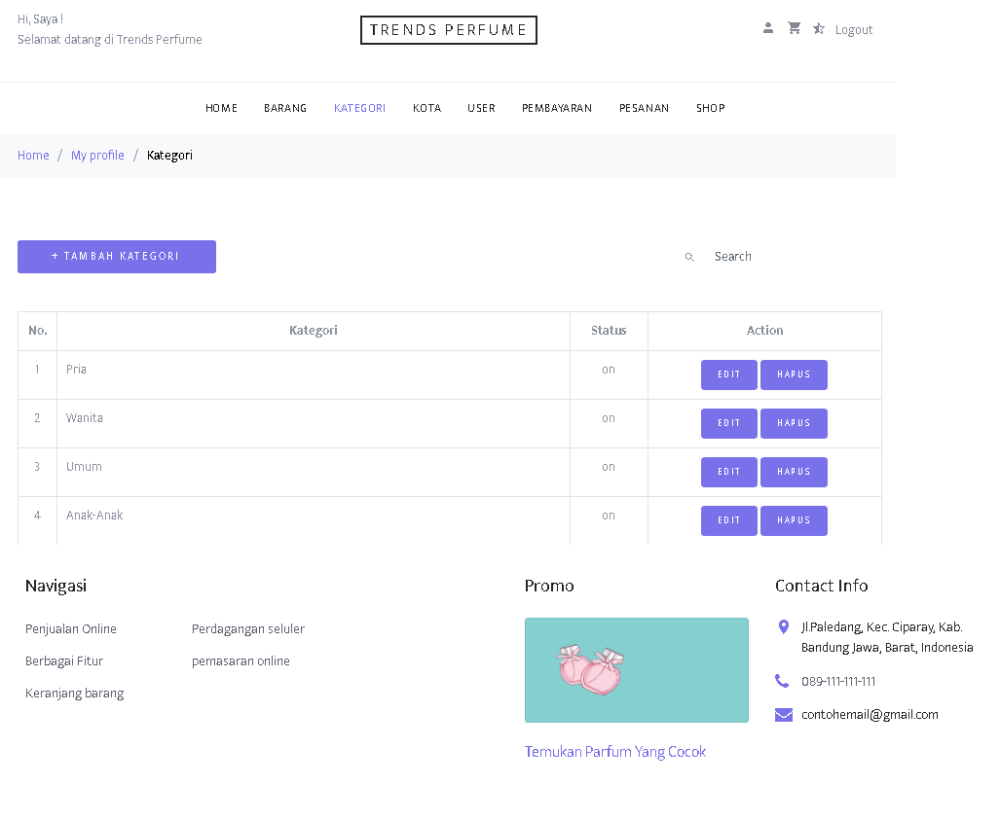 Hi, Saya !
Selamat datang di Trends Perfume
TRENDS PERFUME
Logout
HOME BARANG KATEGORI KOTA USER PEMBAYARAN PESANAN SHOP
Home / My profile / Kategori
+ TAMBAH KATEGORI
Search
No. Kategori Status Action
1 Pria on EDIT HAPUS
2 Wanita on EDIT HAPUS
3 Umum on EDIT HAPUS
4 Anak-Anak on EDIT HAPUS
Navigasi
Penjualan Online
Berbagai Fitur
Keranjang barang
Perdagangan seluler
pemasaran online
Promo
Temukan Parfum Yang Cocok
Contact Info
Jl.Paledang, Kec. Ciparay, Kab.
Bandung Jawa, Barat, Indonesia
089-111-111-111
contohemail@gmail.com